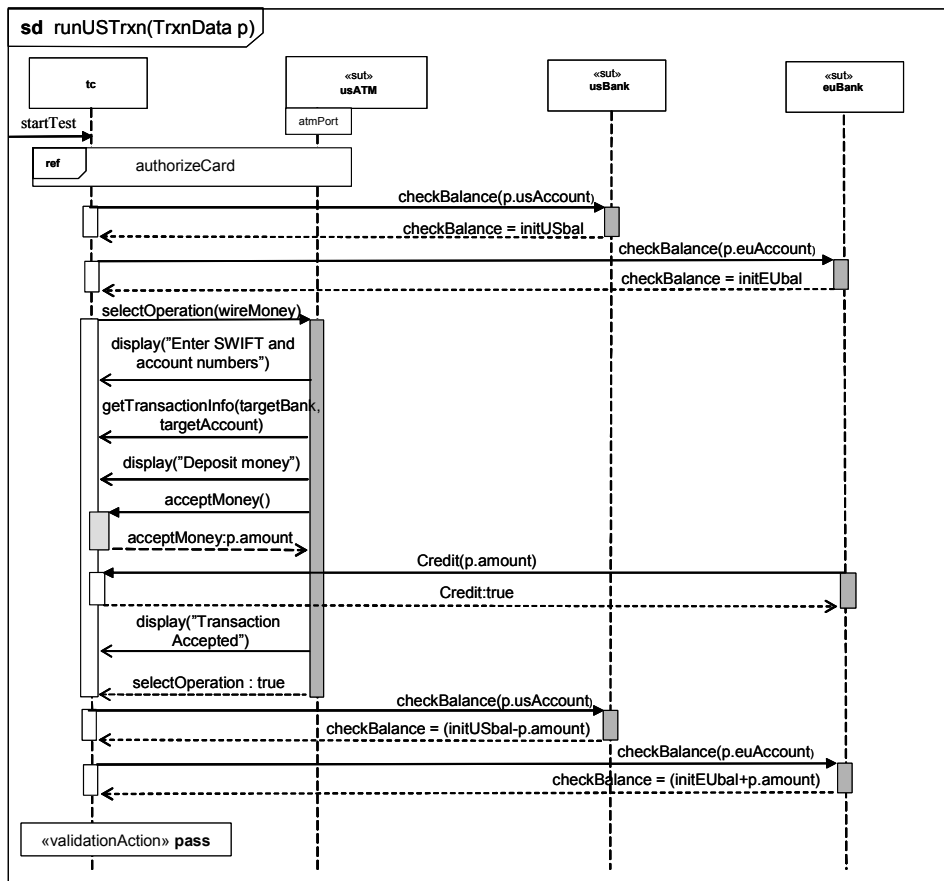 sd runUSTrxn(TrxnData p)
tc
«sut»
usATM
«sut»
usBank
«sut»
euBank
atmPort
startTest
ref
authorizeCard
checkBalance(p.usAccount)
checkBalance = initUSbal
checkBalance(p.euAccount)
checkBalance = initEUbal
selectOperation(wireMoney)
display("Enter SWIFT and
account numbers”)
getTransactionInfo(targetBank,
targetAccount)
display("Deposit money”)
acceptMoney()
acceptMoney:p.amount
Credit(p.amount)
Credit:true
display("Transaction
Accepted”)
selectOperation : true
checkBalance(p.usAccount)
checkBalance = (initUSbal-p.amount)
checkBalance(p.euAccount)
checkBalance = (initEUbal+p.amount)
«validationAction» pass